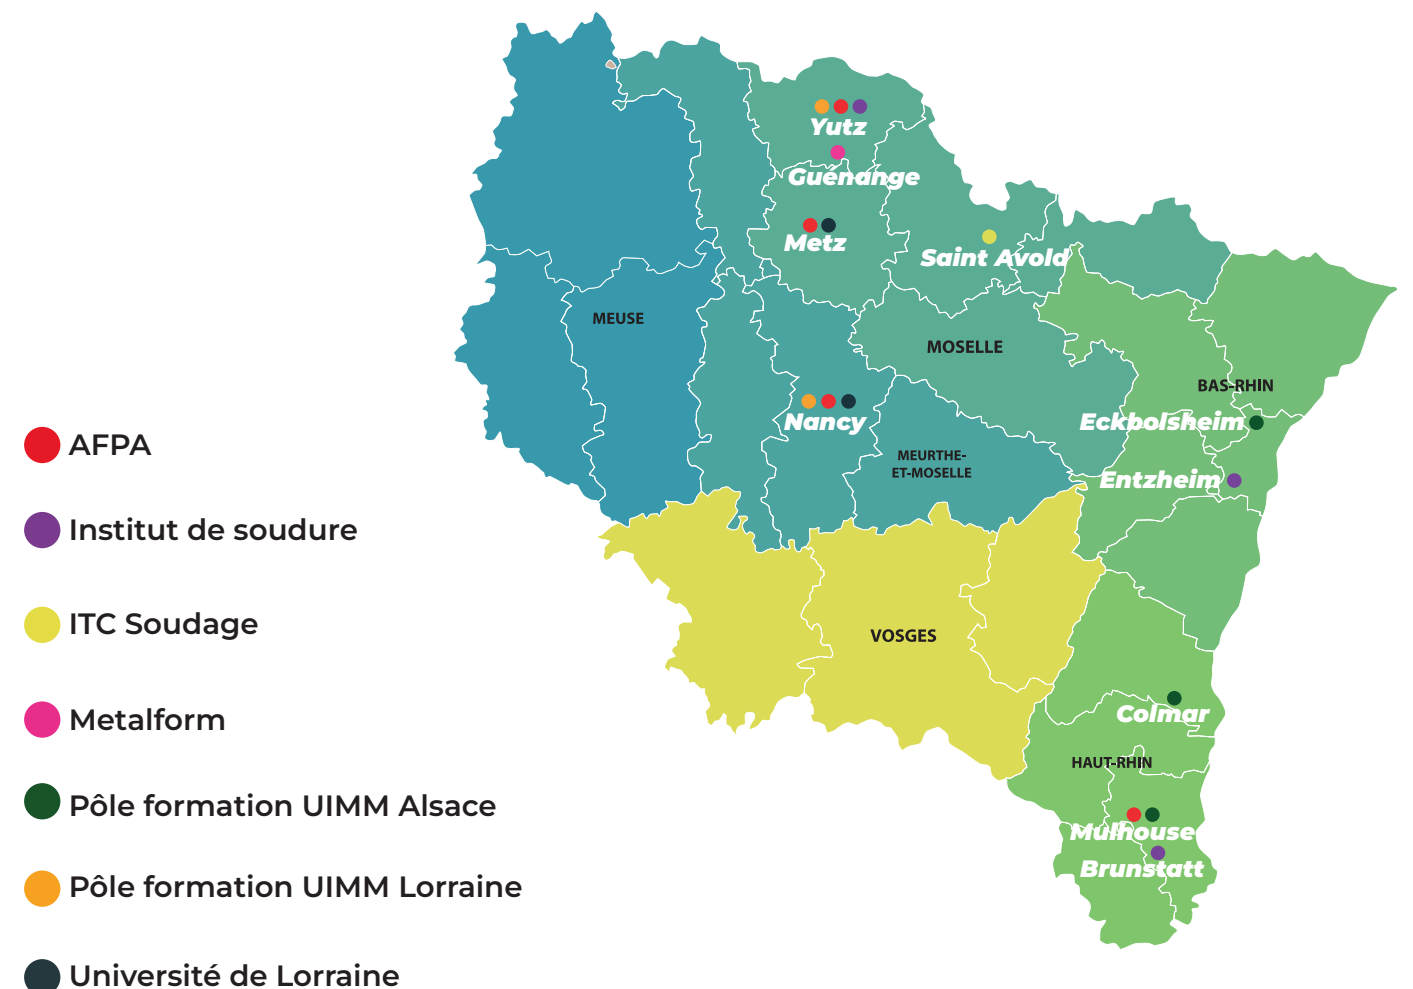 Yutz
Guénange
Metz
Saint Avold
MEUSE
MOSELLE
BAS-RHIN
Nancy
Eckbolsheim
MEURTHE-
ET-MOSELLE
Entzheim
VOSGES
Colmar
HAUT-RHIN
Mulhouse
Brunstatt
AFPA
Institut de soudure
ITC Soudage
Metalform
Pôle formation UIMM Alsace
Pôle formation UIMM Lorraine
Université de Lorraine